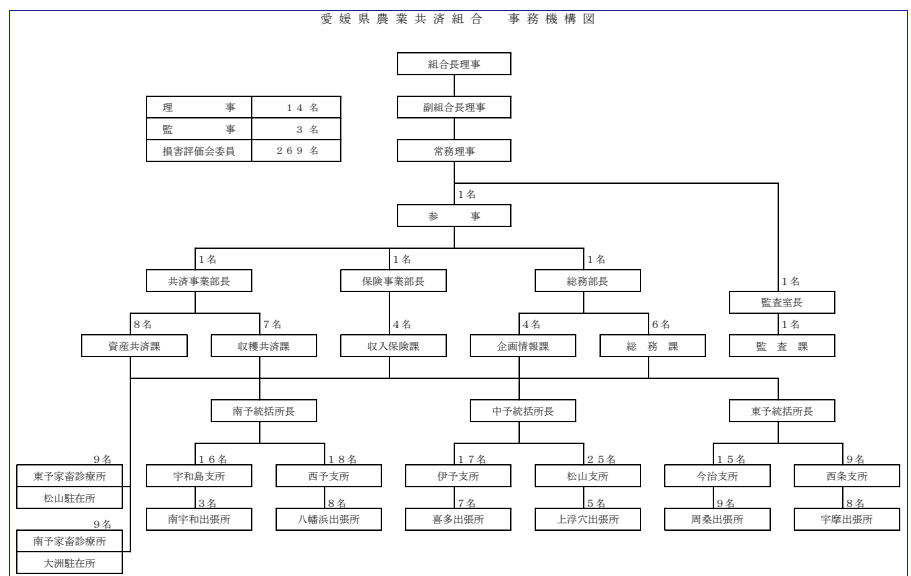 愛媛県農業共済組合　事務機構図
組合長理事
理　事　14名
副組合長理事
監　事　3名
損害評価会委員　269名
常務理事
1名
参　事
1名　1名　1名
共済事業部長　保険事業部長　総務部長
1名
監査室長
8名　7名　4名　4名　6名　1名
資産共済課　収穫共済課　収入保険課　企画情報課　総務課　監査課
南予統括所長　中予統括所長　東予統括所長
9名　16名　18名　17名　25名　15名　9名
東予家畜診療所　宇和島支所　西予支所　伊予支所　松山支所　今治支所　西条支所
松山駐在所
3名　8名　7名　5名　9名　8名
南宇和出張所　八幡浜出張所　喜多出張所　上浮穴出張所　周桑出張所　宇摩出張所
9名
南予家畜診療所
大洲駐在所